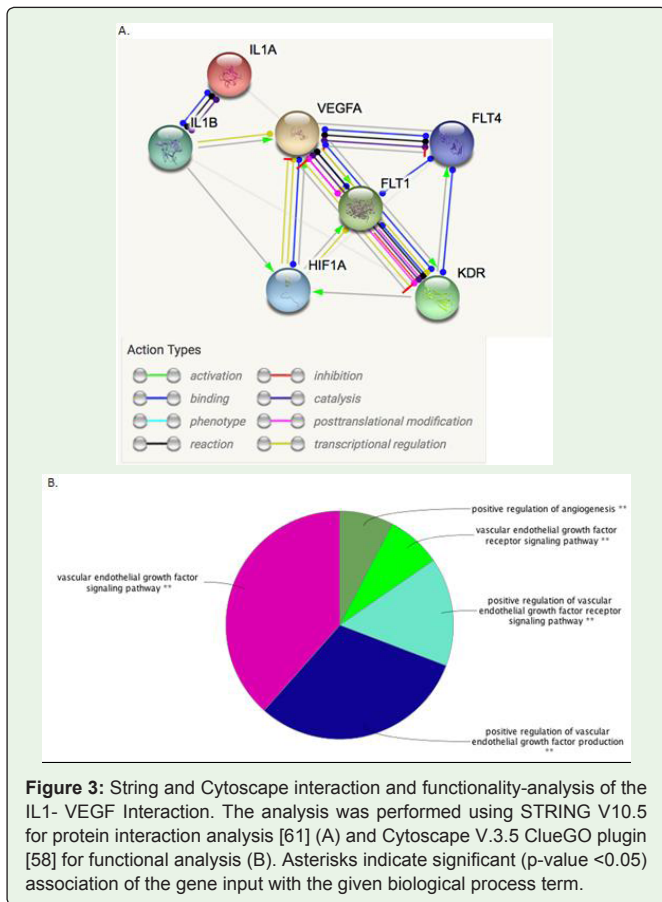 A.
IL1A
IL1B
VEGFA
FLT4
FLT1
HIF1A
KDR
Action Types
activation
inhibition
binding
catalysis
phenotype
posttranslational modification
reaction
transcriptional regulation
B.
positive regulation of angiogenesis **
vascular endothelial growth factor
receptor signaling pathway **
vascular endothelial growth factor
signaling pathway **
positive regulation of vascular
endothelial growth factor receptor
signaling pathway **
positive regulation of vascular
endothelial growth factor production
**
Figure 3: String and Cytoscape interaction and functionality-analysis of the
IL1- VEGF Interaction. The analysis was performed using STRING V10.5
for protein interaction analysis [61] (A) and Cytoscape V.3.5 ClueGO plugin
[58] for functional analysis (B). Asterisks indicate significant (p-value <0.05)
association of the gene input with the given biological process term.